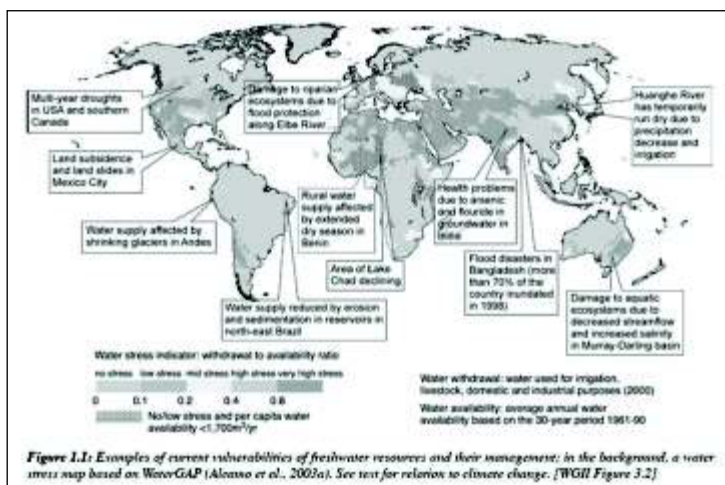 Multi-year droughts
in USA and southern
Canada
Damage to riparian
ecosystems due to
flood protection
along Elbe River
Huanghe River
has temporarily
run dry due to
precipitation
decrease and
irrigation
Land subsidence
and land slides in
Mexico City
Water supply affected by
shrinking glaciers in Andes
Rural water
supply affected
by extended
dry season in
Benin
Health problems
due to arsenic
and flouride in
groundwater in
India
Area of Lake
Chad declining
Flood disasters in
Bangladesh (more
than 70% of the
country inundated
in 1998)
Water supply reduced by erosion
and sedimentation in reservoirs in
north-east Brazil
Damage to aquatic
ecosystems due to
decreased streamflow
and increased salinity
in Murray-Darling basin
Water stress indicator: withdrawal to availability ratio
no stress low stress mid stress high stress very high stress
0 0.1 0.2 0.4 0.8
No/low stress and per capita water
availability <1,700m³/yr
Water withdrawal: water used for irrigation,
livestock, domestic and industrial purposes (2000)
Water availability: average annual water
availability based on the 30-year period 1961-90
Figure 1.1: Examples of current vulnerabilities of freshwater resources and their management; in the background, a water
stress map based on WaterGAP (Alcamo et al., 2003a). See text for relation to climate change. [WGII Figure 3.2]